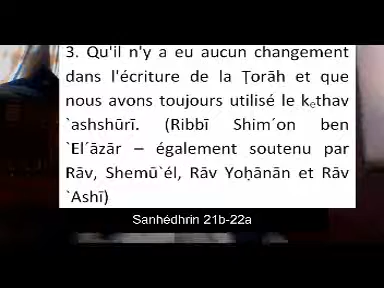 3. Qu'il n'y a eu aucun changement
dans l'écriture de la Ţorāh et que
nous avons toujours utilisé le kₑthav
`ashshūrī. (Ribbī Shim´on ben
`El´āzār – également soutenu par
Rāv, Shemū`él, Rāv Yoḥānān et Rāv
`Ashī)
Sanhédhrin 21b-22a